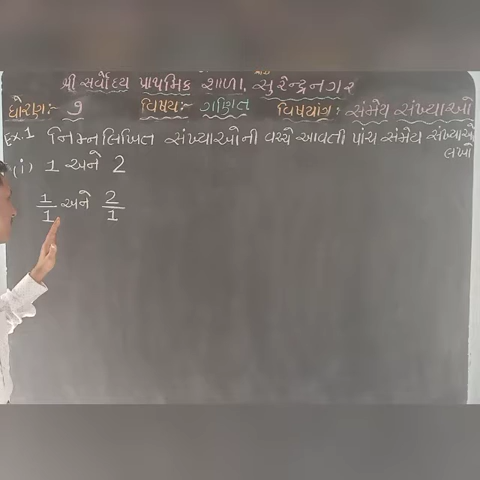 શ્રી સર્વોદય પ્રાથમિક શાળા, સુરેન્દ્રનગર
ધોરણ:- ૭ વિષય:- ગણિત વિષયાંગ: સંમેય સંખ્યાઓ
Ex.1 નિમ્નલિખિત સંખ્યાઓની વચ્ચે આવતી પાંચ સંમેય સંખ્યાઓ
લખો
(i) 1 અને 2
1/1 અને 2/1